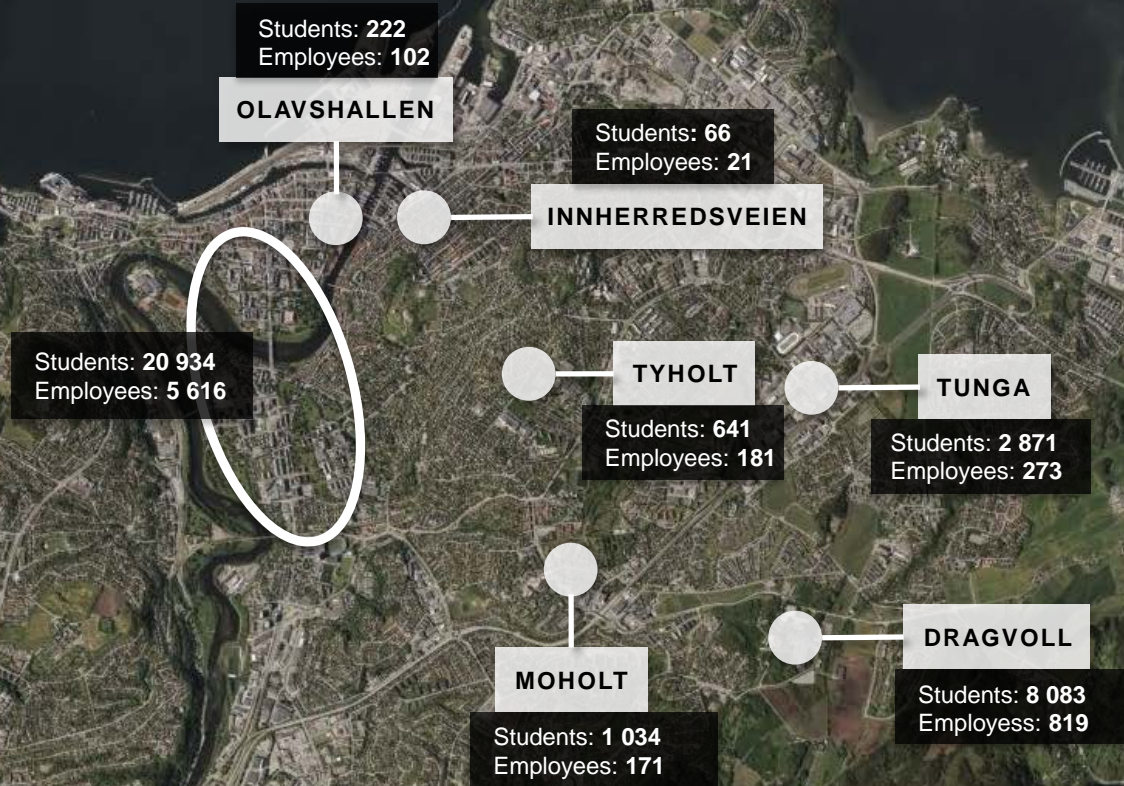 Students: 222
Employees: 102
OLAVSHALLEN
Students: 66
Employees: 21
INNHERREDSVEIEN
Students: 20 934
Employees: 5 616
TYHOLT
Students: 641
Employees: 181
TUNGA
Students: 2 871
Employees: 273
MOHOLT
Students: 1 034
Employees: 171
DRAGVOLL
Students: 8 083
Employess: 819